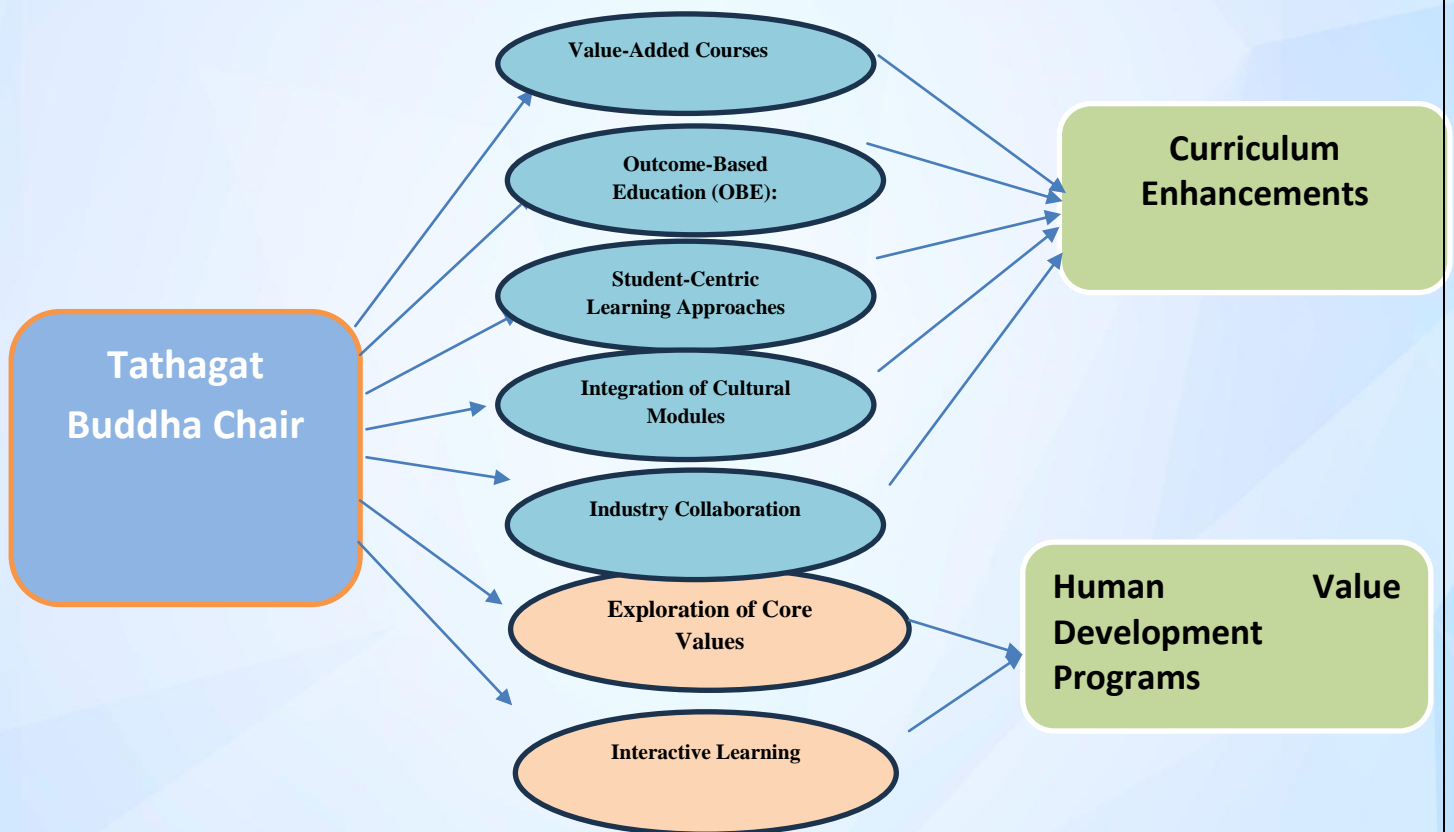 Tathagat
Buddha Chair
Value-Added Courses
Outcome-Based
Education (OBE):
Student-Centric
Learning Approaches
Integration of Cultural
Modules
Industry Collaboration
Exploration of Core
Values
Interactive Learning
Curriculum
Enhancements
Human Value
Development
Programs